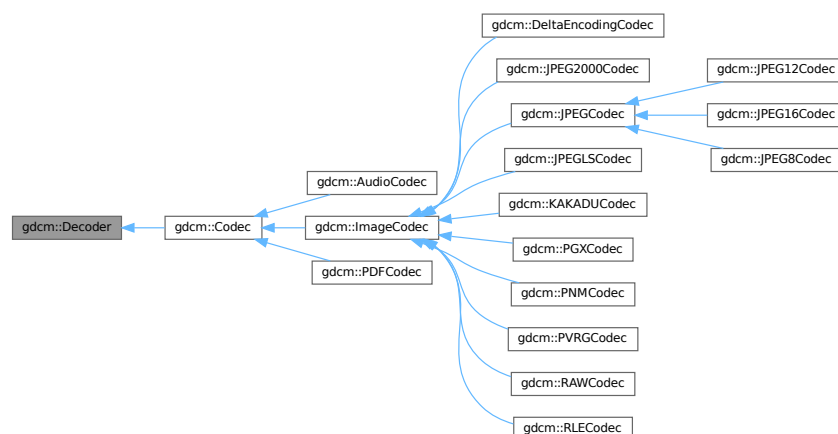 gdcm::DeltaEncodingCodec
gdcm::JPEG2000Codec
gdcm::JPEG12Codec
gdcm::JPEGCodec
gdcm::JPEG16Codec
gdcm::JPEGLSCodec
gdcm::JPEG8Codec
gdcm::AudioCodec
gdcm::KAKADUCodec
gdcm::Decoder
gdcm::Codec
gdcm::ImageCodec
gdcm::PGXCodec
gdcm::PDFCodec
gdcm::PNMCodec
gdcm::PVRGCodec
gdcm::RAWCodec
gdcm::RLECodec